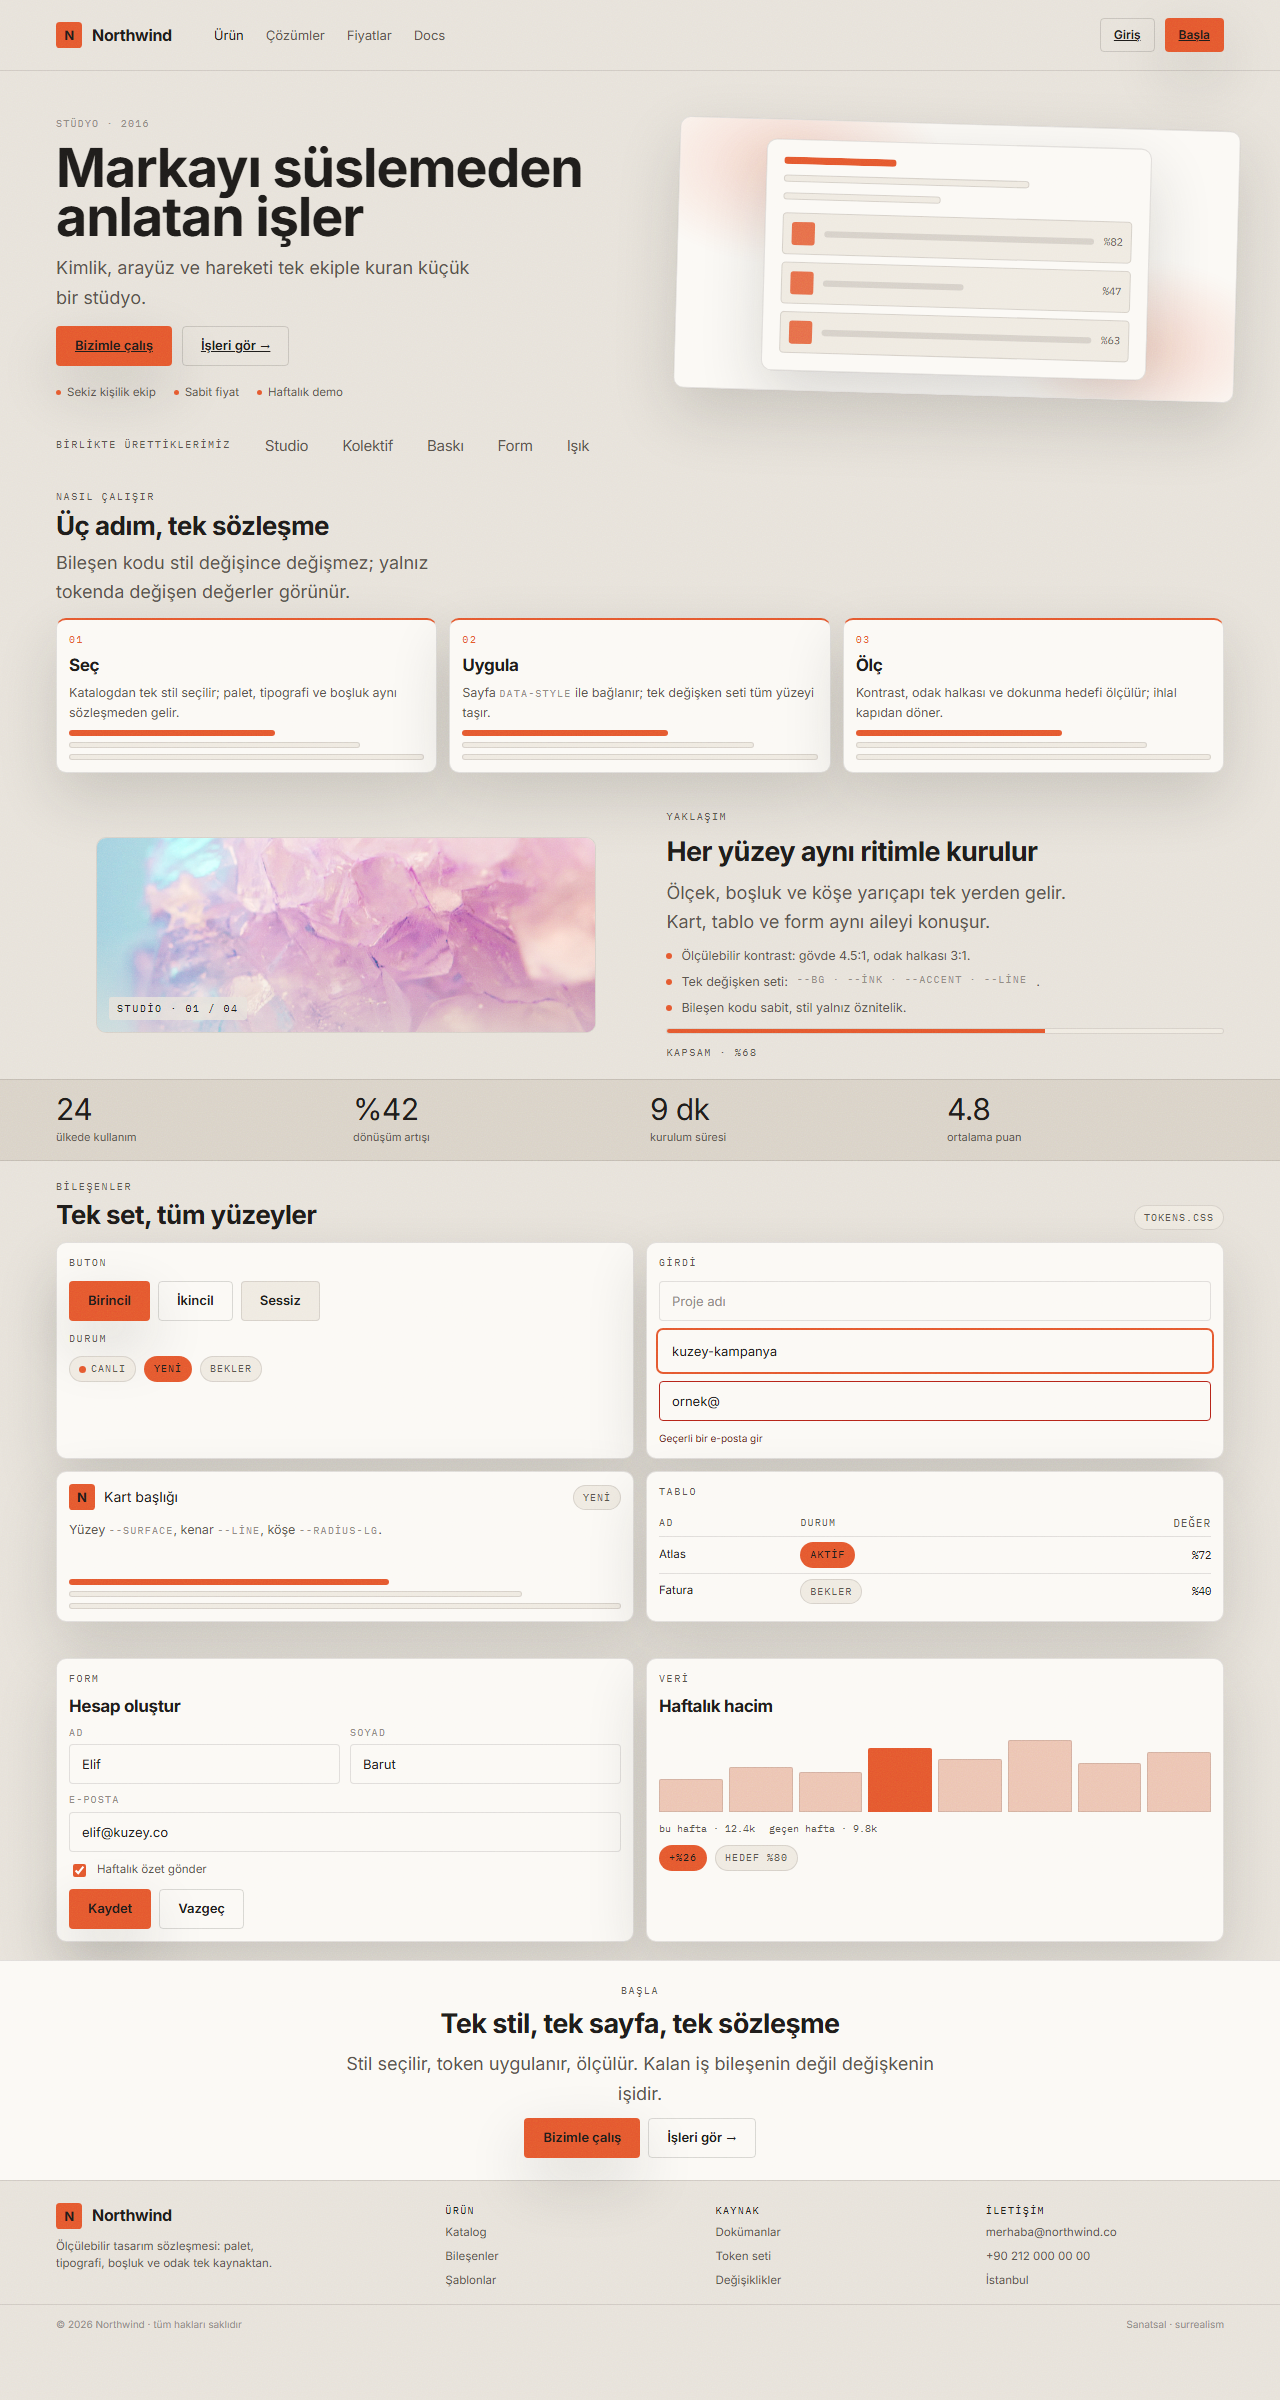 N Northwind Ürün Çözümler Fiyatlar Docs Giriş Başla
STÜDYO · 2016
Markayı süslemeden
anlatan işler
Kimlik, arayüz ve hareketi tek ekiple kuran küçük
bir stüdyo.
Bizimle çalış İşleri gör →
Sekiz kişilik ekip Sabit fiyat Haftalık demo
%82
%47
%63
BİRLİKTE ÜRETTİKLERİMİZ Studio Kolektif Baskı Form Işık
NASIL ÇALIŞIR
Üç adım, tek sözleşme
Bileşen kodu stil değişince değişmez; yalnız
tokenda değişen değerler görünür.
01
Seç
Katalogdan tek stil seçilir; palet, tipografi ve boşluk aynı
sözleşmeden gelir.
02
Uygula
Sayfa DATA-STYLE ile bağlanır; tek değişken seti tüm yüzeyi
taşır.
03
Ölç
Kontrast, odak halkası ve dokunma hedefi ölçülür; ihlal
kapıdan döner.
STUDİO · 01 / 04
YAKLAŞIM
Her yüzey aynı ritimle kurulur
Ölçek, boşluk ve köşe yarıçapı tek yerden gelir.
Kart, tablo ve form aynı aileyi konuşur.
Ölçülebilir kontrast: gövde 4.5:1, odak halkası 3:1.
Tek değişken seti: --BG · --İNK · --ACCENT · --LİNE .
Bileşen kodu sabit, stil yalnız öznitelik.
KAPSAM · %68
24
ülkede kullanım
%42
dönüşüm artışı
9 dk
kurulum süresi
4.8
ortalama puan
BİLEŞENLER
Tek set, tüm yüzeyler
TOKENS.CSS
BUTON
Birincil İkincil Sessiz
DURUM
CANLI YENİ BEKLER
GİRDİ
Proje adı
kuzey-kampanya
ornek@
Geçerli bir e-posta gir
N Kart başlığı YENİ
Yüzey --SURFACE, kenar --LİNE, köşe --RADİUS-LG.
TABLO
AD DURUM DEĞER
Atlas AKTİF %72
Fatura BEKLER %40
FORM
Hesap oluştur
AD SOYAD
Elif Barut
E-POSTA
elif@kuzey.co
Haftalık özet gönder
Kaydet Vazgeç
VERİ
Haftalık hacim
bu hafta · 12.4k geçen hafta · 9.8k
+%26 HEDEF %80
BAŞLA
Tek stil, tek sayfa, tek sözleşme
Stil seçilir, token uygulanır, ölçülür. Kalan iş bileşenin değil değişkenin
işidir.
Bizimle çalış İşleri gör →
N Northwind
Ölçülebilir tasarım sözleşmesi: palet,
tipografi, boşluk ve odak tek kaynaktan.
ÜRÜN
Katalog
Bileşenler
Şablonlar
KAYNAK
Dokümanlar
Token seti
Değişiklikler
İLETİŞİM
merhaba@northwind.co
+90 212 000 00 00
İstanbul
© 2026 Northwind · tüm hakları saklıdır
Sanatsal · surrealism